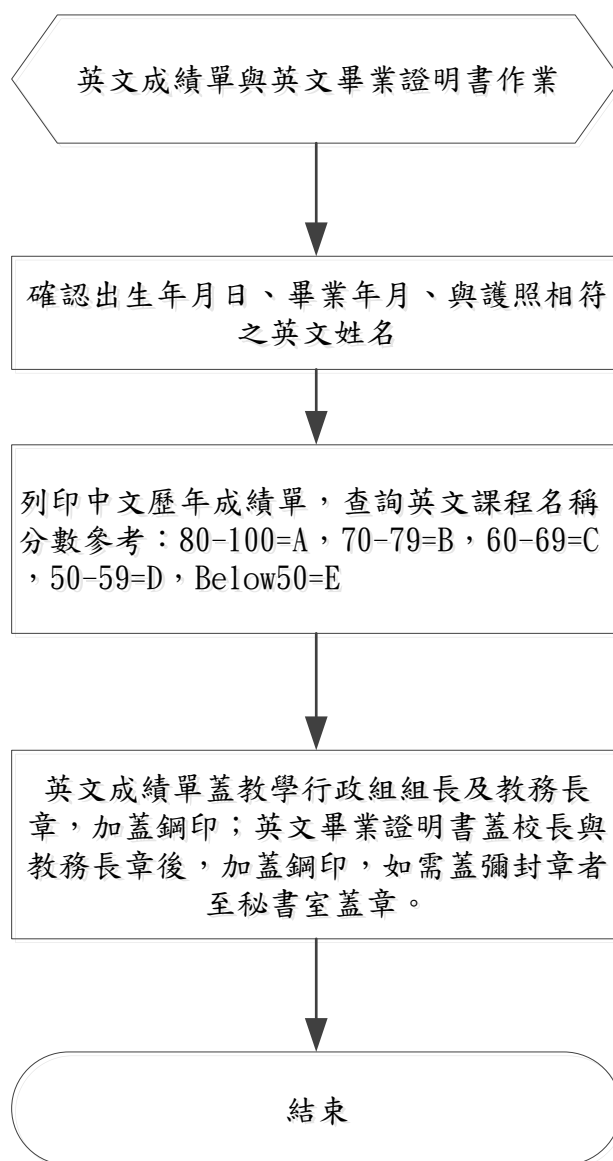 英文成績單與英文畢業證明書作業
確認出生年月日、畢業年月、與護照相符
之英文姓名
列印中文歷年成績單，查詢英文課程名稱
分數參考：80-100=A，70-79=B，60-69=C
，50-59=D，Below50=E
英文成績單蓋教學行政組組長及教務長
章，加蓋鋼印；英文畢業證明書蓋校長與
教務長章後，加蓋鋼印，如需蓋彌封章者
至秘書室蓋章。
結束